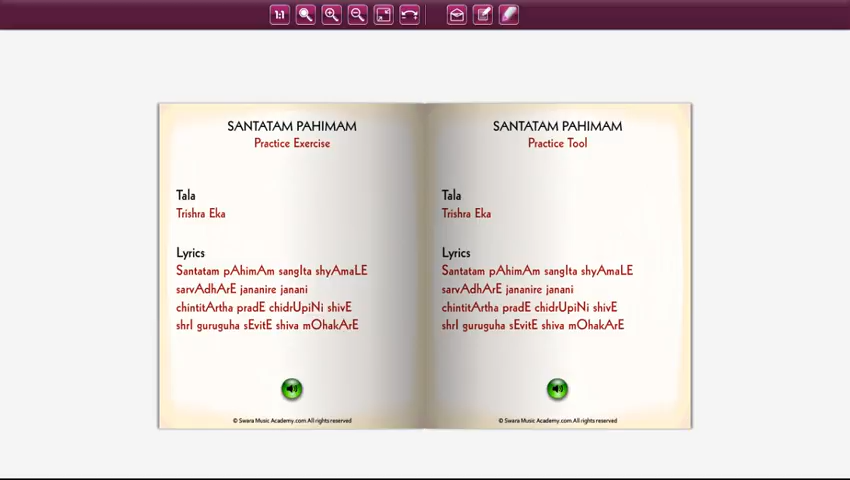 1:1
SANTATAM PAHIMAM
Practice Exercise
Tala
Trishra Eka
Lyrics
Santatam pAhimAm sangIta shyAmaLE
sarvAdhArE jananire janani
chintitArtha pradE chidrUpiNi shivE
shrI guruguha sEvitE shiva mOhakArE
© Swara Music Academy.com.All rights reserved
SANTATAM PAHIMAM
Practice Tool
Tala
Trishra Eka
Lyrics
Santatam pAhimAm sangIta shyAmaLE
sarvAdhArE jananire janani
chintitArtha pradE chidrUpiNi shivE
shrI guruguha sEvitE shiva mOhakArE
© Swara Music Academy.com.All rights reserved